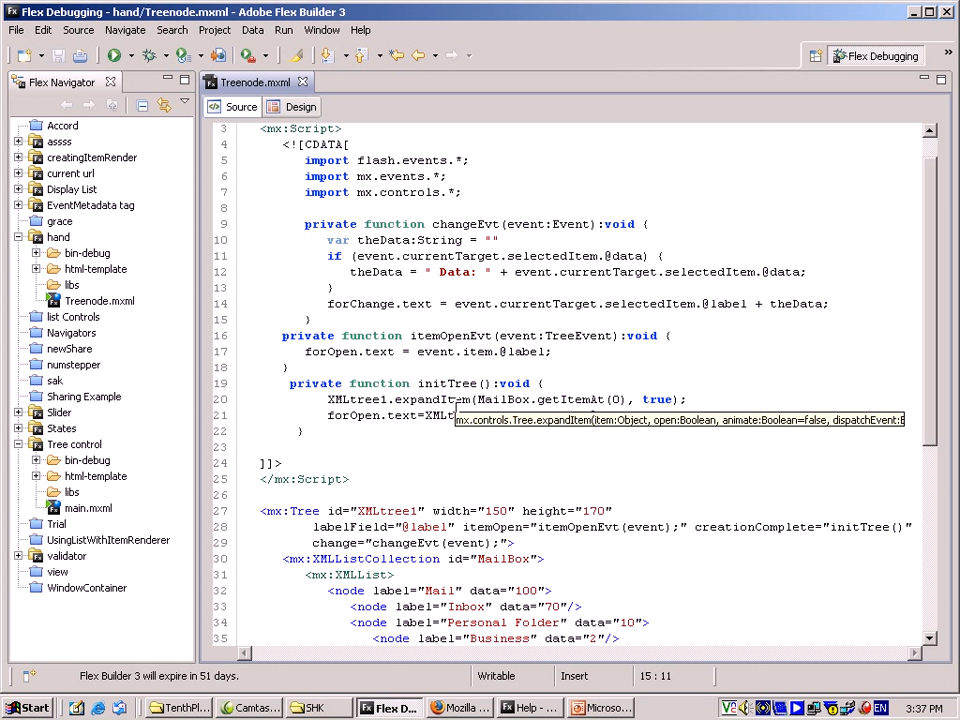 Flex Debugging - hand/Treenode.mxml - Adobe Flex Builder 3
File Edit Source Navigate Search Project Data Run Window Help
Flex Debugging
Flex Navigator
Treenode.mxml
Source Design
Accord
assss
creatingItemRender
current url
Display List
EventMetadata tag
grace
hand
bin-debug
html-template
libs
Treenode.mxml
list Controls
Navigators
newShare
numstepper
sak
Sharing Example
Slider
States
Tree control
bin-debug
html-template
libs
main.mxml
Trial
UsingListWithItemRenderer
validator
view
WindowContainer
3 <mx:Script>
4 <![CDATA[
5 import flash.events.*;
6 import mx.events.*;
7 import mx.controls.*;
8
9 private function changeEvt(event:Event):void {
10 var theData:String = ""
11 if (event.currentTarget.selectedItem.@data) {
12 theData = " Data: " + event.currentTarget.selectedItem.@data;
13 }
14 forChange.text = event.currentTarget.selectedItem.@label + theData;
15 }
16 private function itemOpenEvt(event:TreeEvent):void {
17 forOpen.text = event.item.@label;
18 }
19 private function initTree():void {
20 XMLtree1.expandItem(MailBox.getItemAt(0), true);
21 forOpen.text=XMLt
mx.controls.Tree.expandItem(item:Object, open:Boolean, animate:Boolean=false, dispatchEvent:B
22 }
23
24 ]]>
25 </mx:Script>
26
27 <mx:Tree id="XMLtree1" width="150" height="170"
28 labelField="@label" itemOpen="itemOpenEvt(event);" creationComplete="initTree()"
29 change="changeEvt(event);">
30 <mx:XMLListCollection id="MailBox">
31 <mx:XMLList>
32 <node label="Mail" data="100">
33 <node label="Inbox" data="70"/>
34 <node label="Personal Folder" data="10">
35 <node label="Business" data="2"/>
Flex Builder 3 will expire in 51 days.
Writable
Insert
15 : 11
Start
TenthPl...
Camtas...
SHK
Flex D...
Mozilla ...
Help - ...
Microso...
EN
3:37 PM